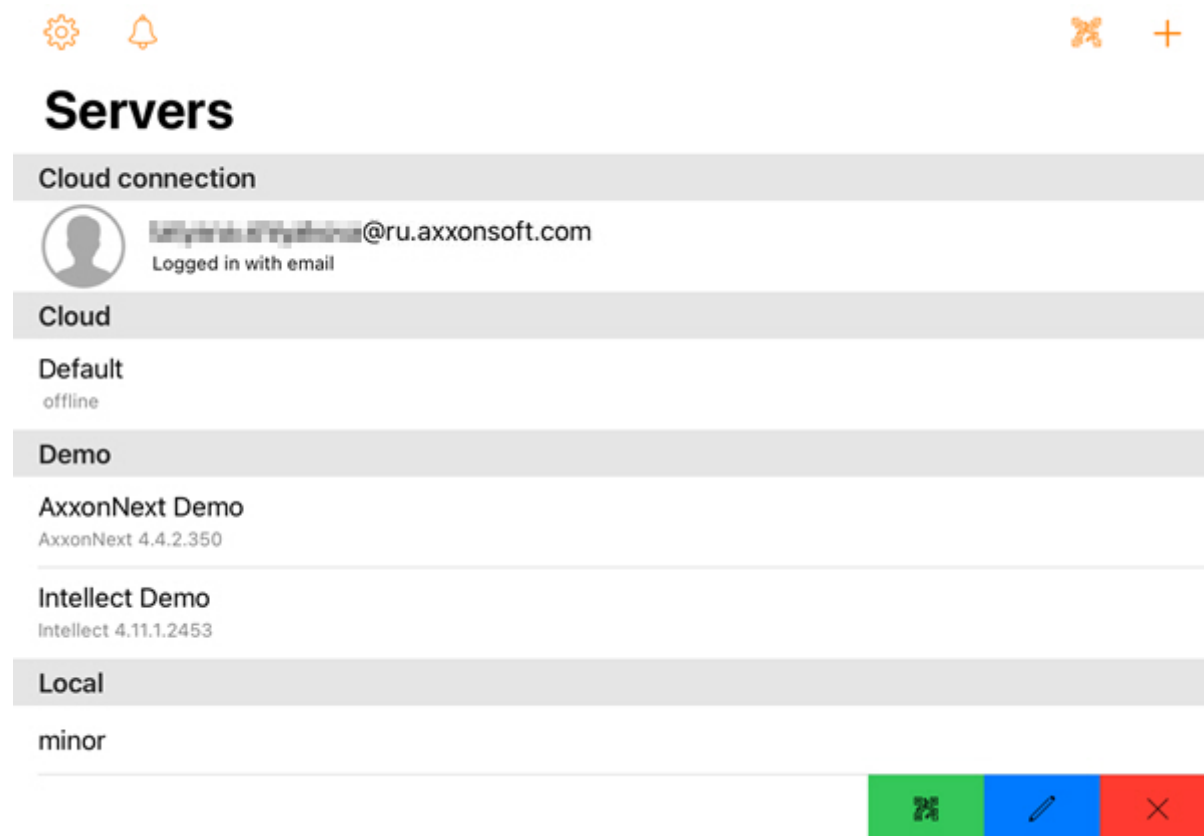 Servers
Cloud connection
@ru.axxonsoft.com
Logged in with email
Cloud
Default
offline
Demo
AxxonNext Demo
AxxonNext 4.4.2.350
Intellect Demo
Intellect 4.11.1.2453
Local
minor